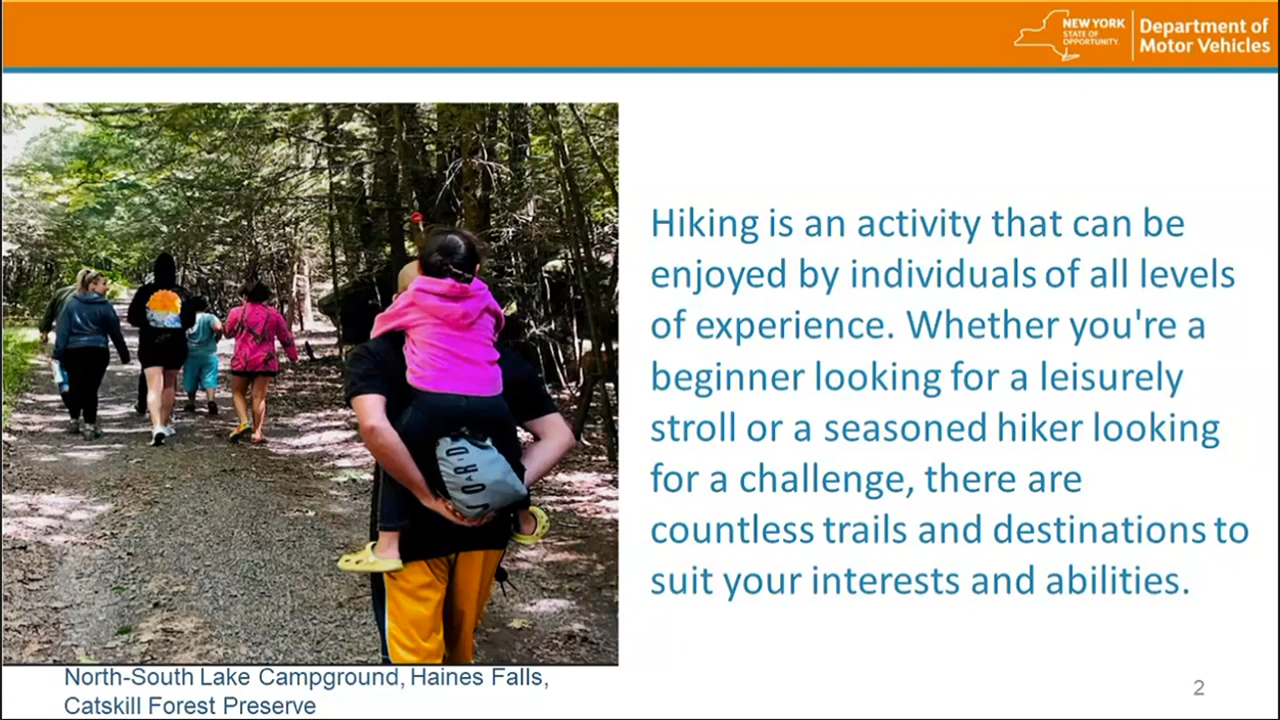 NEW YORK
STATE OF
OPPORTUNITY.
Department of
Motor Vehicles
Hiking is an activity that can be
enjoyed by individuals of all levels
of experience. Whether you're a
beginner looking for a leisurely
stroll or a seasoned hiker looking
for a challenge, there are
countless trails and destinations to
suit your interests and abilities.
North-South Lake Campground, Haines Falls,
Catskill Forest Preserve
2